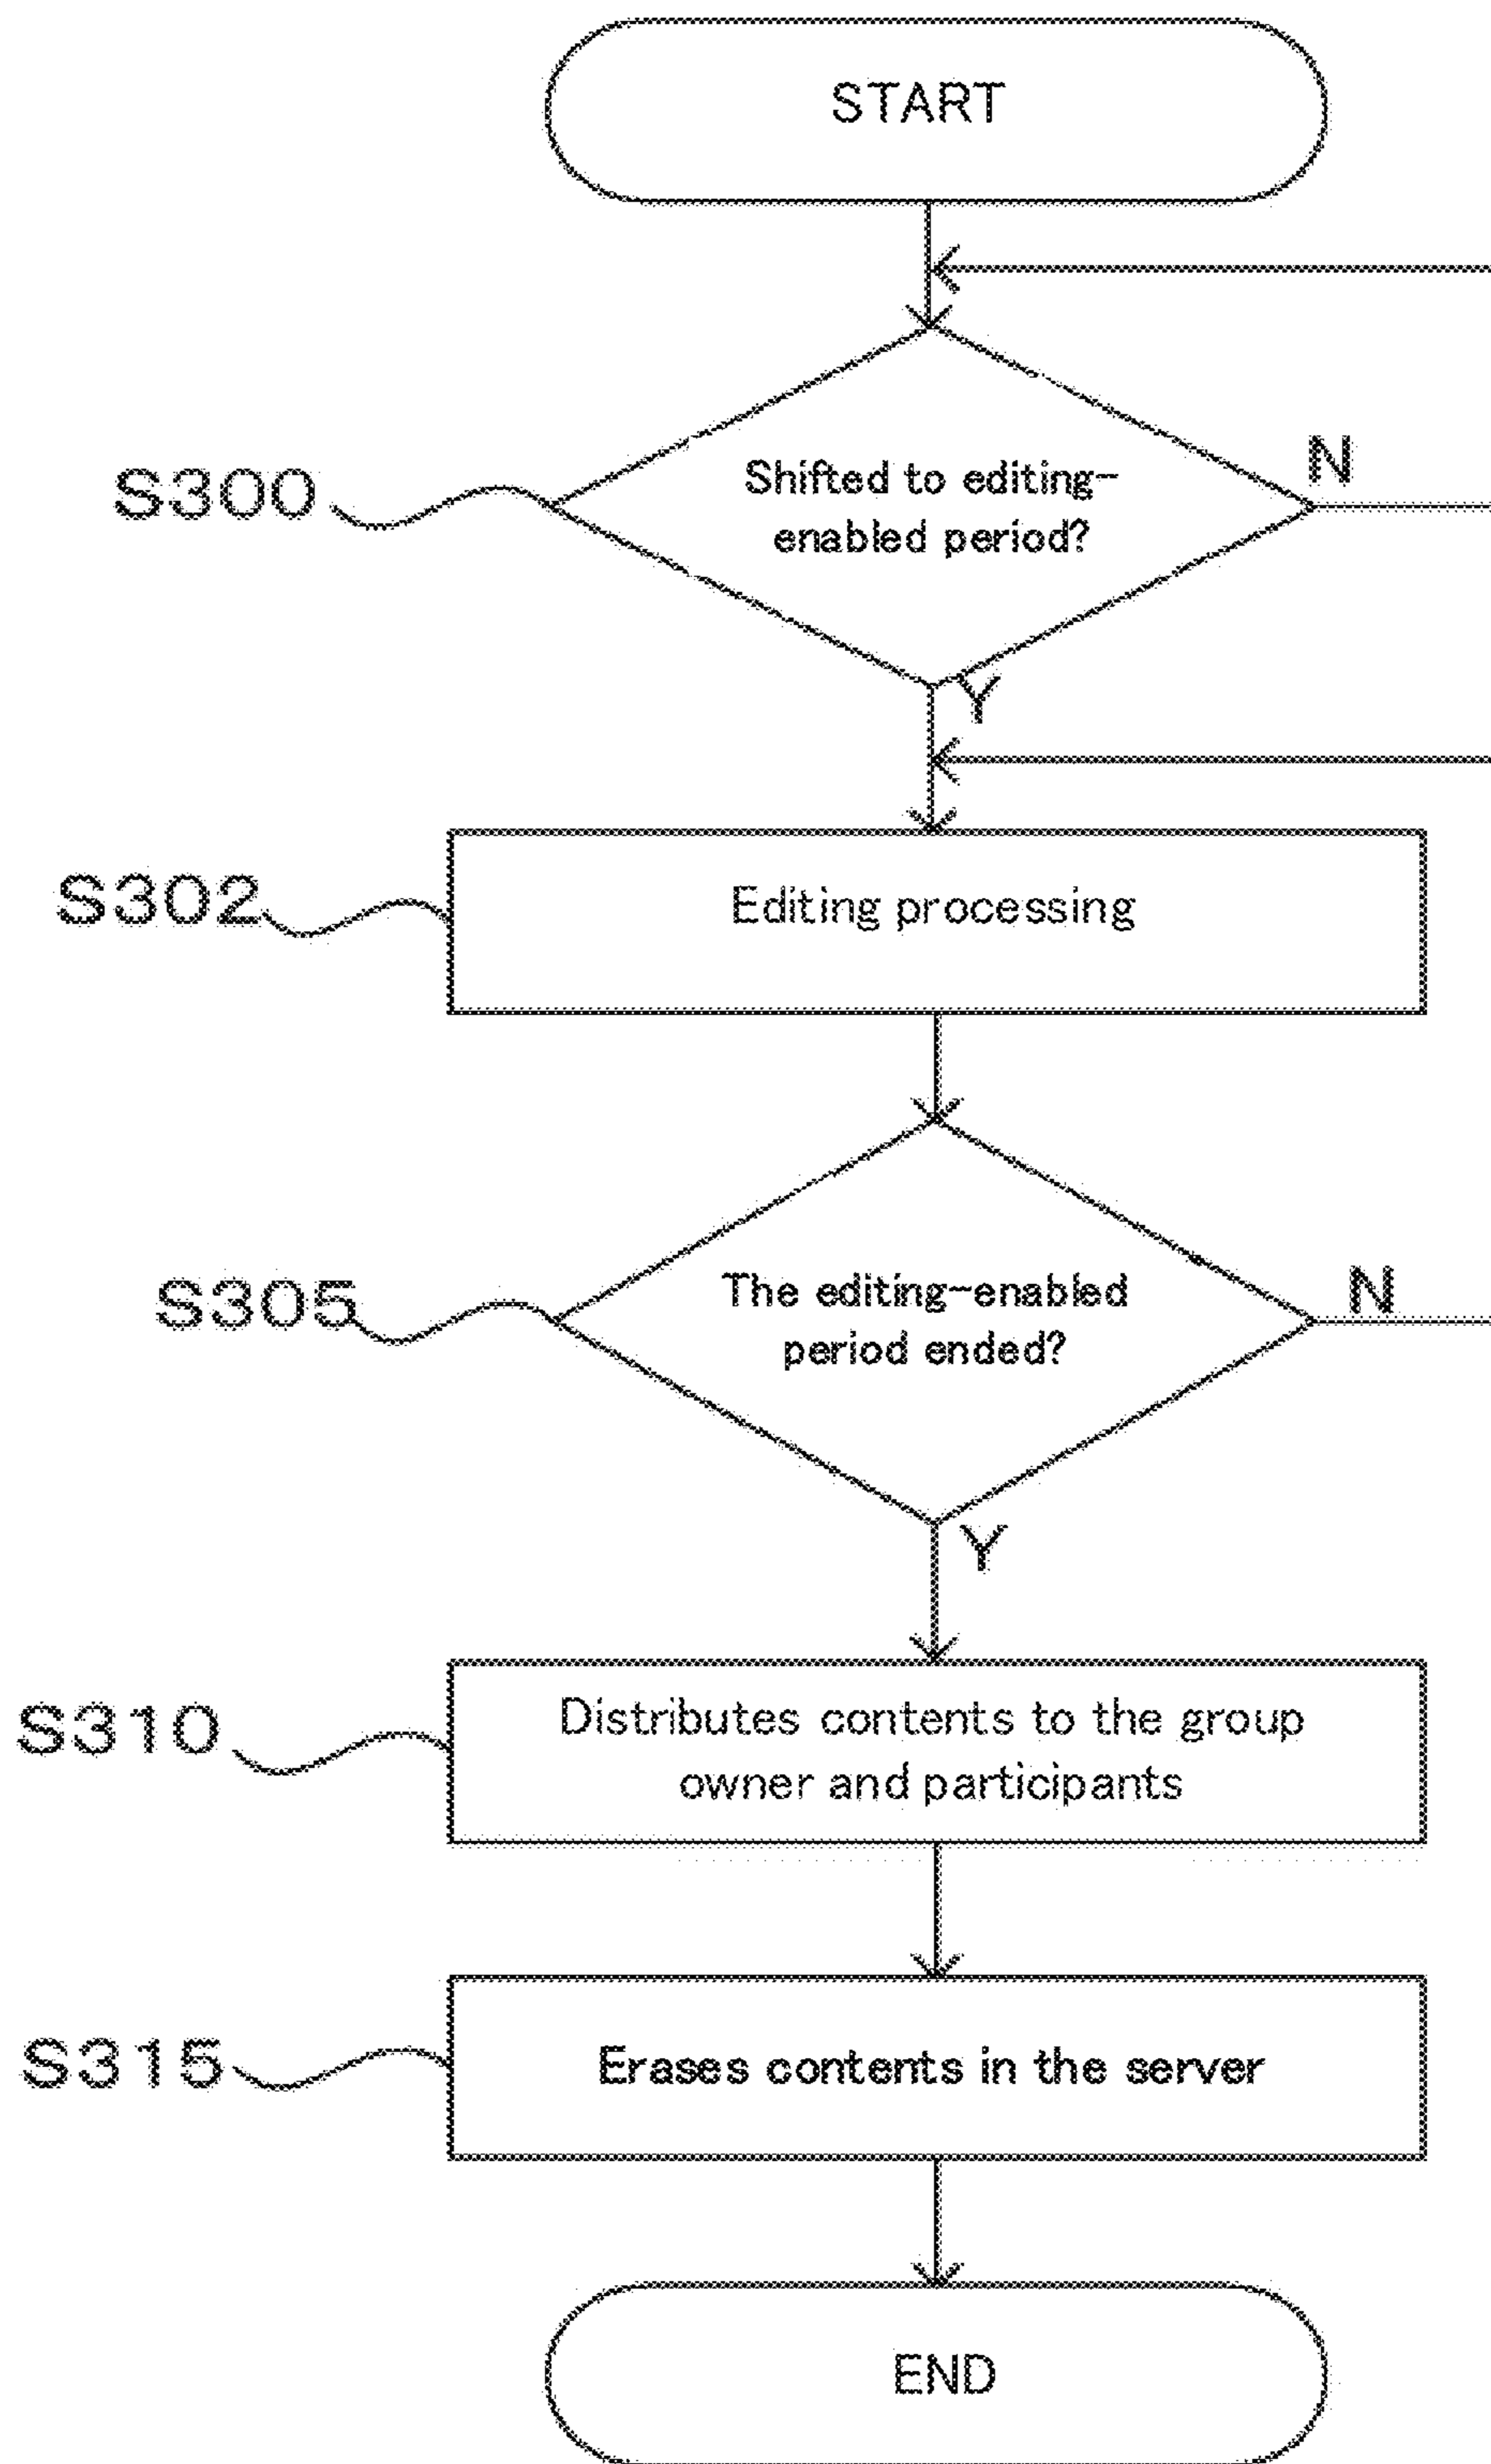 START
S300
Shifted to editing-
enabled period?
N
Y
S302
Editing processing
S305
The editing-enabled
period ended?
N
Y
S310
Distributes contents to the group
owner and participants
S315
Erases contents in the server
END